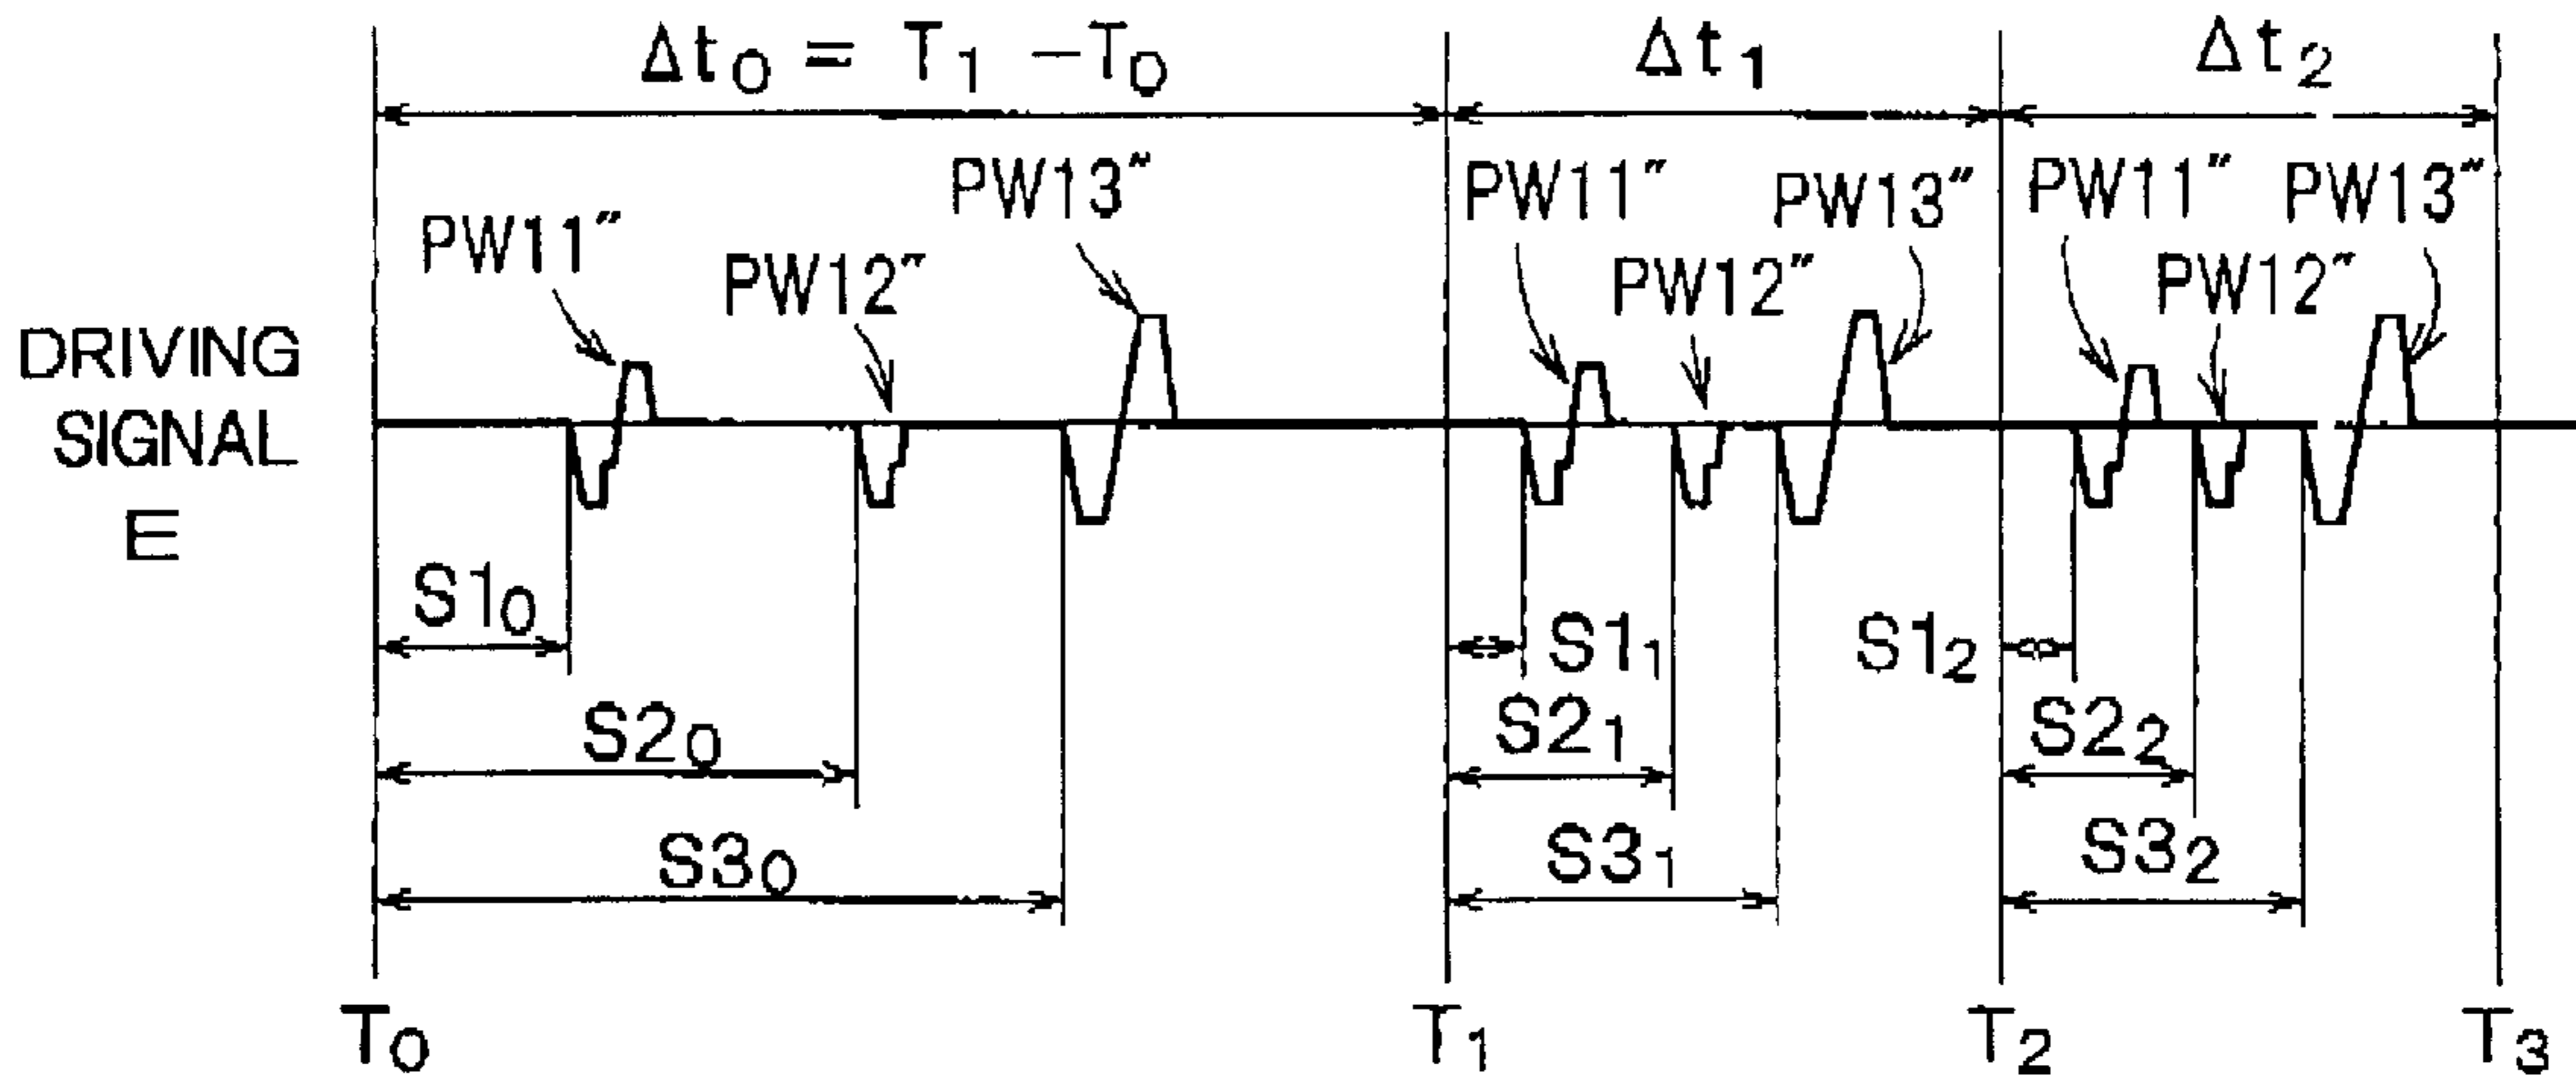 Δt₀ = T₁ −T₀
Δt₁
Δt₂
PW11″
PW12″
PW13″
PW11″
PW12″
PW13″
PW11″
PW12″
PW13″
DRIVING
SIGNAL
E
S1₀
S1₁
S1₂
S2₀
S2₁
S2₂
S3₀
S3₁
S3₂
T₀
T₁
T₂
T₃